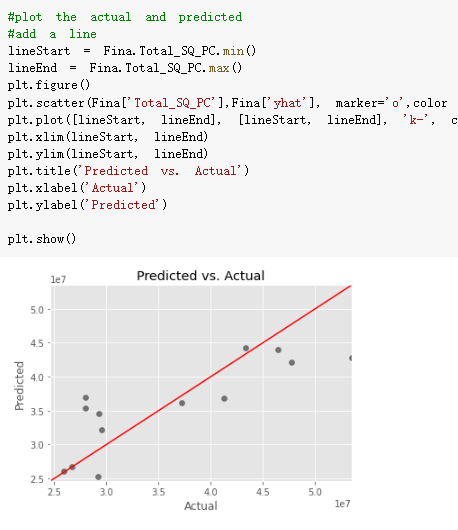 #plot the actual and predicted
#add a line
lineStart = Fina.Total_SQ_PC.min()
lineEnd = Fina.Total_SQ_PC.max()
plt.figure()
plt.scatter(Fina['Total_SQ_PC'],Fina['yhat'], marker='o',color
plt.plot([lineStart, lineEnd], [lineStart, lineEnd], 'k-', c
plt.xlim(lineStart, lineEnd)
plt.ylim(lineStart, lineEnd)
plt.title('Predicted vs. Actual')
plt.xlabel('Actual')
plt.ylabel('Predicted')
plt.show()
Predicted vs. Actual
1e7
5.0
4.5
4.0
3.5
3.0
2.5
Predicted
2.5 3.0 3.5 4.0 4.5 5.0
Actual
1e7